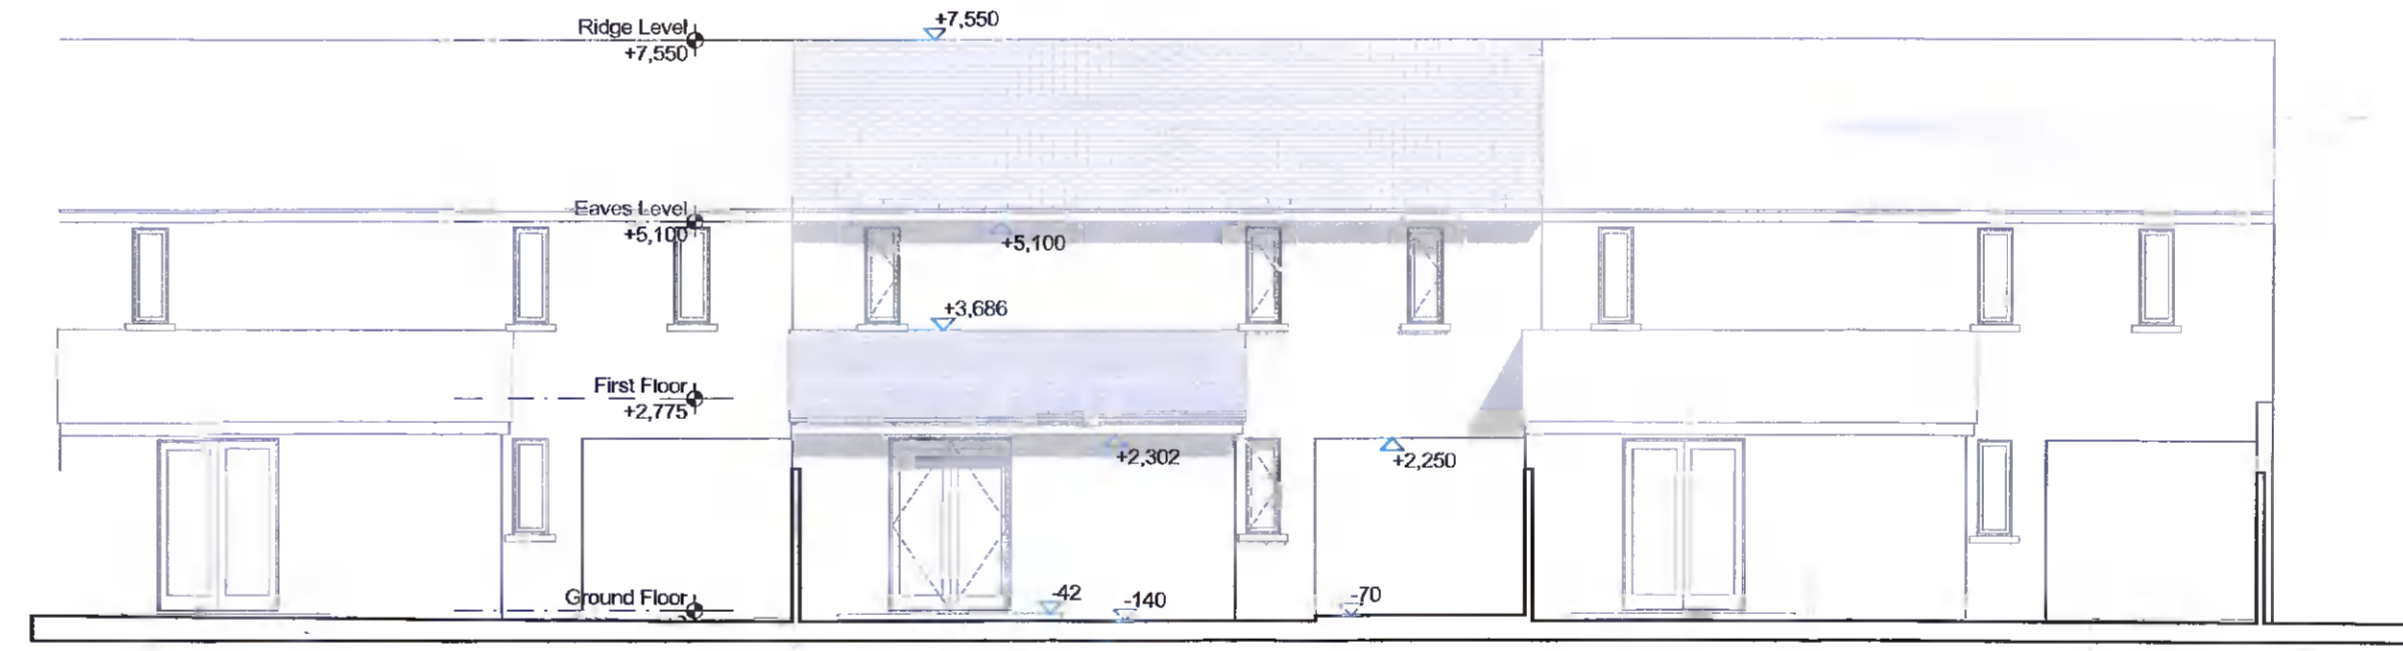 Ridge Level
+7,550
+7,550
Eaves Level
+5,100
+5,100
+3,686
First Floor
+2,775
+2,302
+2,250
Ground Floor
-42
-140
-70